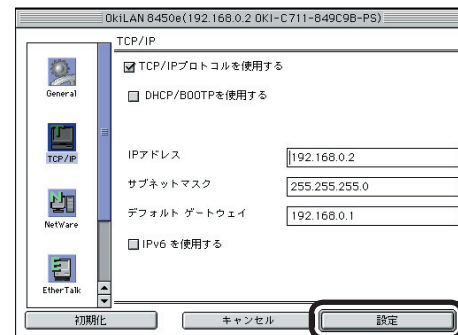 OkiLAN 8450e(192.168.0.2 OKI-C711-849C9B-PS)
TCP/IP
General
TCP/IP
NetWare
EtherTalk
TCP/IPプロトコルを使用する
DHCP/BOOTPを使用する
IPアドレス 192.168.0.2
サブネットマスク 255.255.255.0
デフォルト ゲートウェイ 192.168.0.1
IPv6 を使用する
初期化 キャンセル 設定